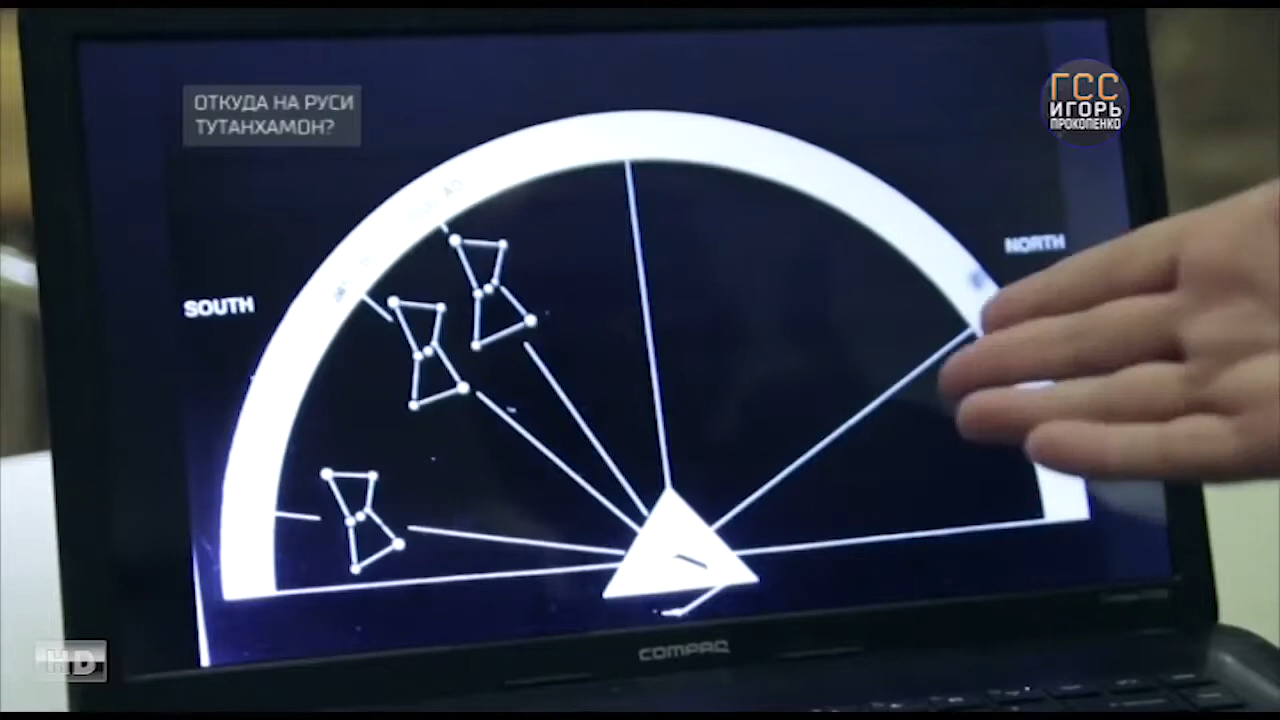 ОТКУДА НА РУСИ
ТУТАНХАМОН?
ГСС
ИГОРЬ
ПРОКОПЕНКО
NORTH
SOUTH
COMPAQ
HD